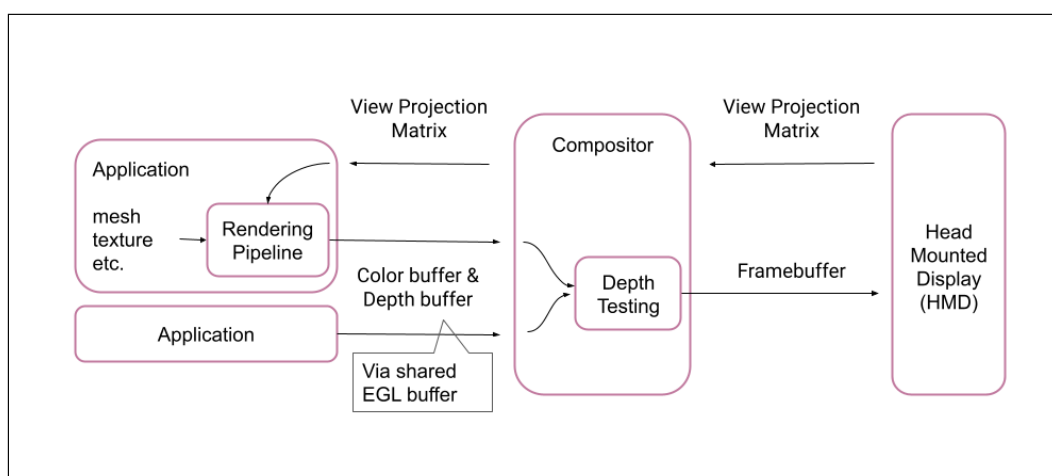 View Projection
Matrix
View Projection
Matrix
Compositor
Application
mesh
texture
etc.
Rendering
Pipeline
Color buffer &
Depth buffer
Depth
Testing
Framebuffer
Head
Mounted
Display
(HMD)
Application
Via shared
EGL buffer